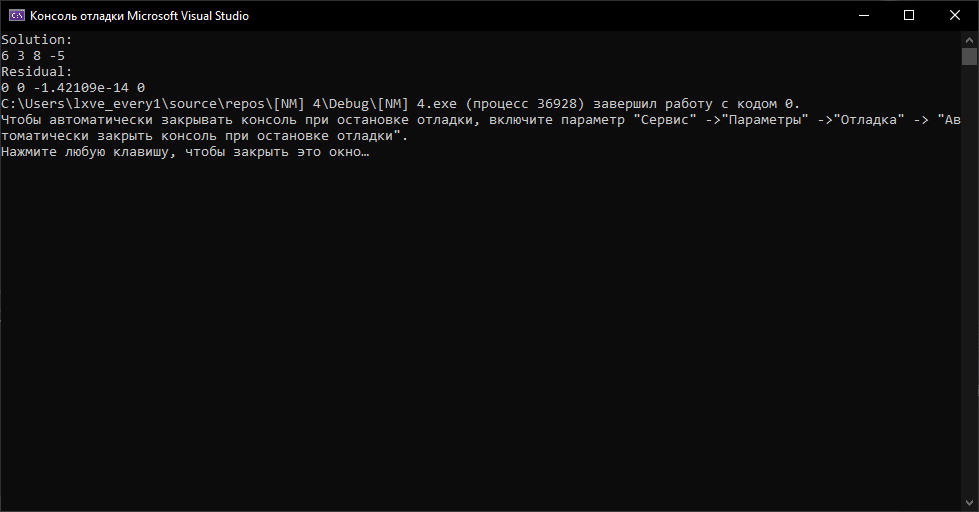 Консоль отладки Microsoft Visual Studio
Solution:
6 3 8 -5
Residual:
0 0 -1.42109e-14 0
C:\Users\lxve_every1\source\repos\[NM] 4\Debug\[NM] 4.exe (процесс 36928) завершил работу с кодом 0.
Чтобы автоматически закрывать консоль при остановке отладки, включите параметр "Сервис" ->"Параметры" ->"Отладка" -> "Ав
томатически закрыть консоль при остановке отладки".
Нажмите любую клавишу, чтобы закрыть это окно…